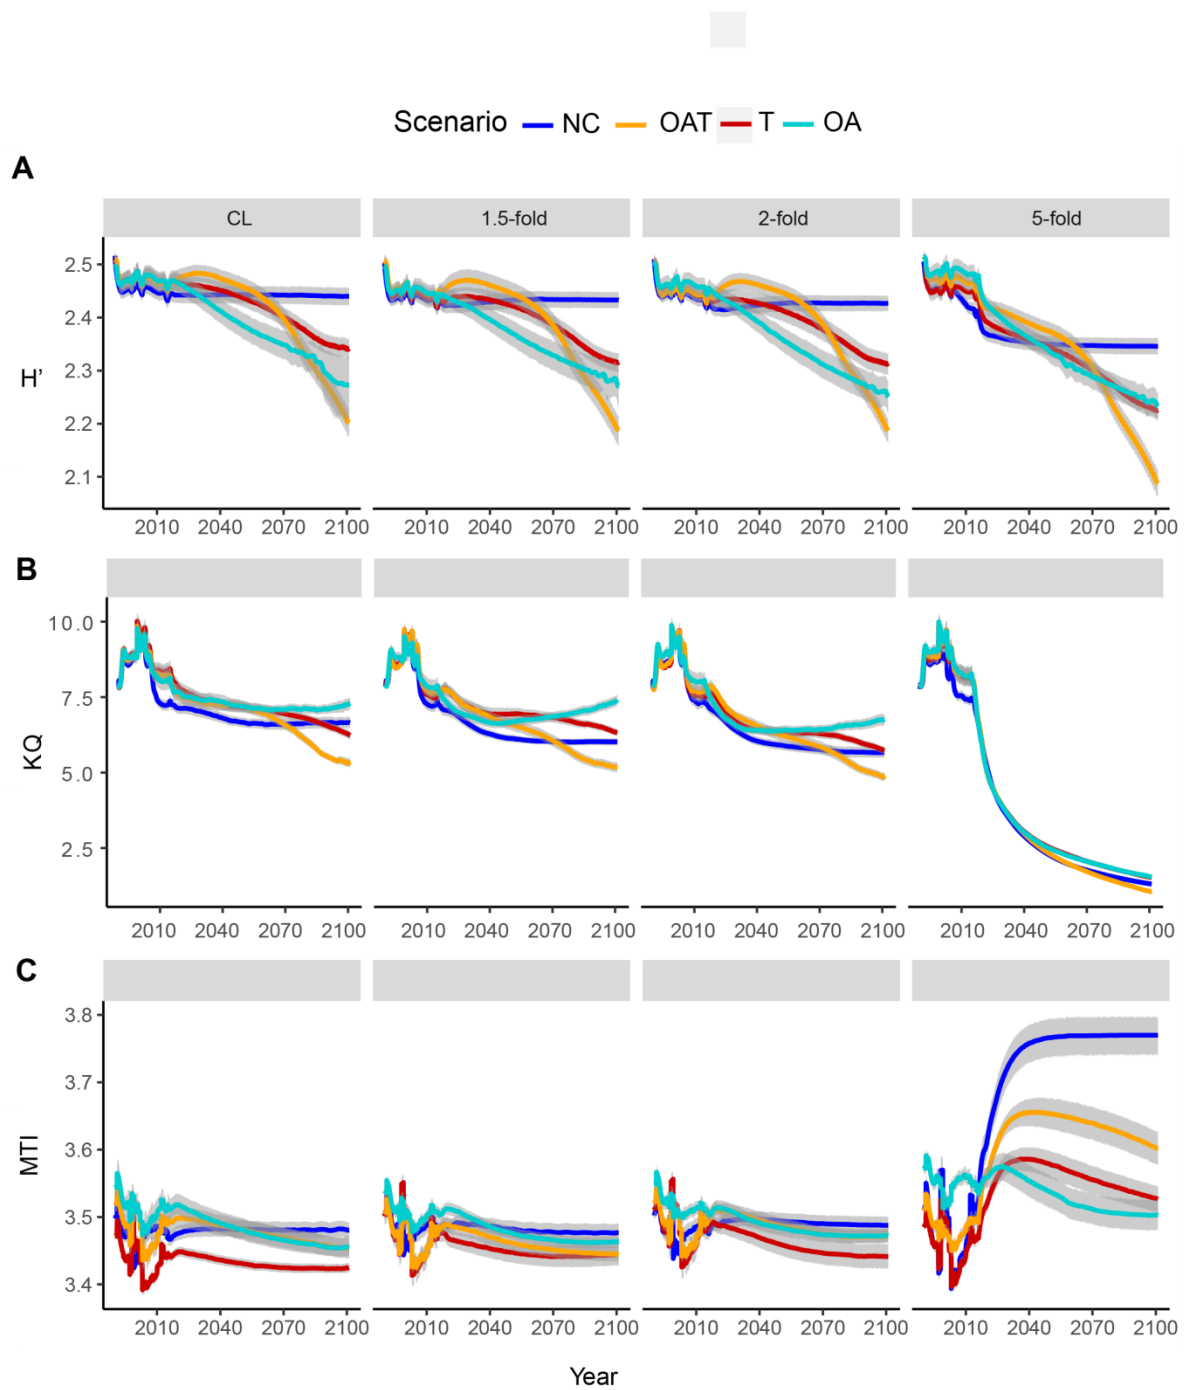 Scenario NC OAT T OA
A
CL 1.5-fold 2-fold 5-fold
2.5
2.4
2.3
H’
2.2
2.1
2010 2040 2070 2100 2010 2040 2070 2100 2010 2040 2070 2100 2010 2040 2070 2100
B
10.0
7.5
KQ
5.0
2.5
2010 2040 2070 2100 2010 2040 2070 2100 2010 2040 2070 2100 2010 2040 2070 2100
C
3.8
3.7
3.6
MTI
3.5
3.4
2010 2040 2070 2100 2010 2040 2070 2100 2010 2040 2070 2100 2010 2040 2070 2100
Year